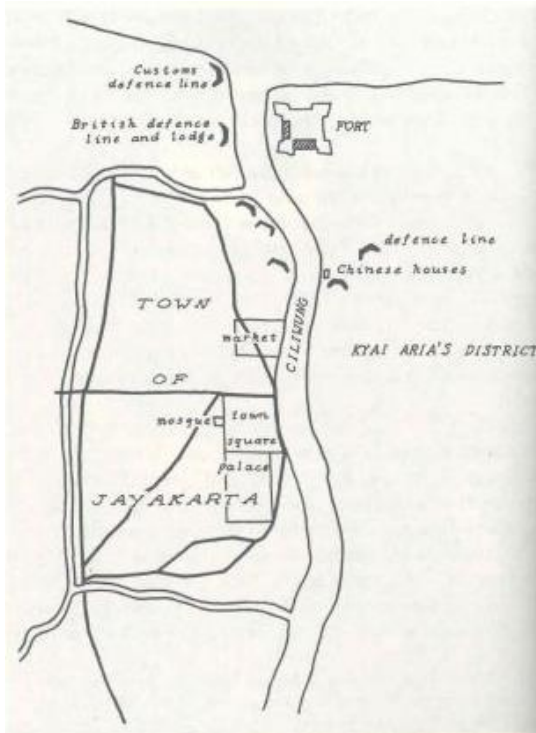 Customs
defence line
British defence
line and lodge
FORT
defence line
Chinese houses
TOWN
market
CILIWUNG
KYAI ARIA'S DISTRICT
OF
mosque
town
square
palace
JAYAKARTA